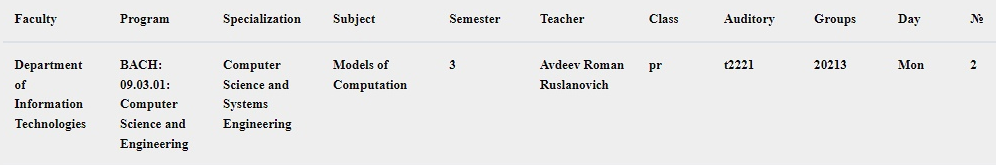 Faculty Program Specialization Subject Semester Teacher Class Auditory Groups Day №
Department BACH: Computer Models of 3 Avdeev Roman pr t2221 20213 Mon 2
of 09.03.01: Science and Computation Ruslanovich
Information Computer Systems
Technologies Science and Engineering
Engineering